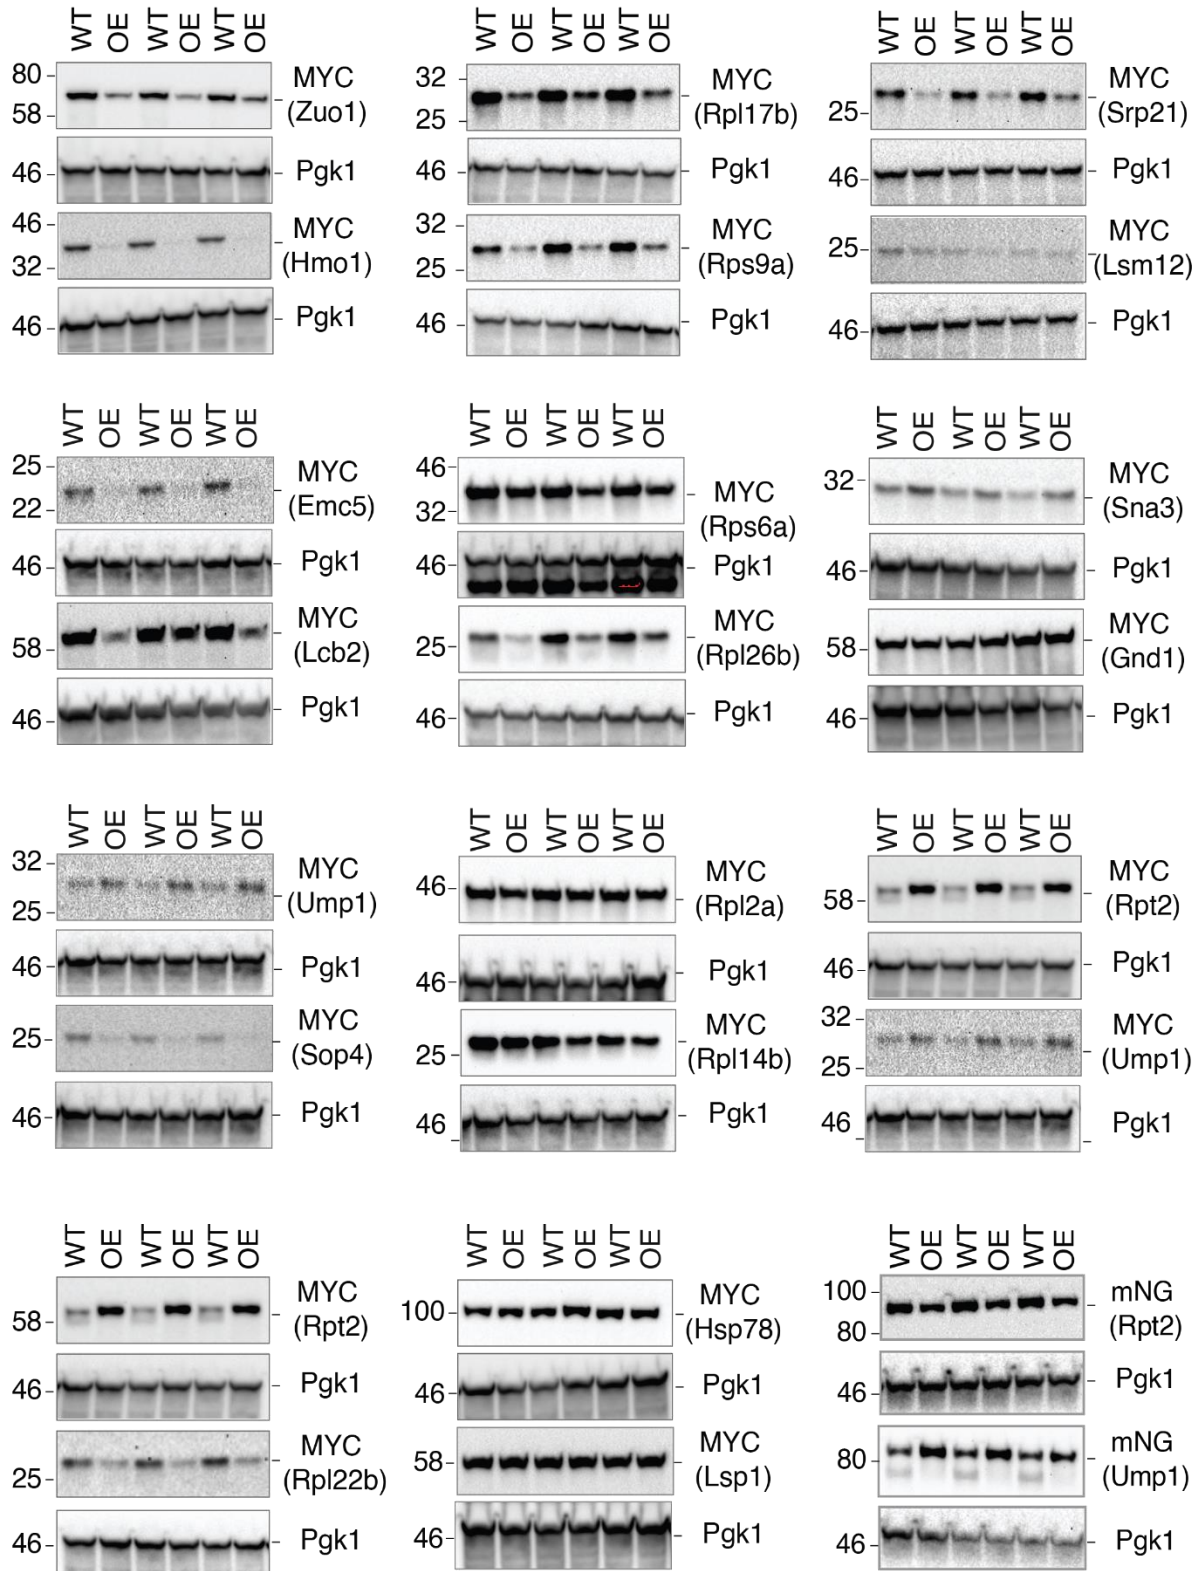 WT OE WT OE WT OE
80
58
MYC
(Zuo1)
46
Pgk1
46
32
MYC
(Hmo1)
46
Pgk1
WT OE WT OE WT OE
32
25
MYC
(Rpl17b)
46
Pgk1
32
25
MYC
(Rps9a)
46
Pgk1
WT OE WT OE WT OE
25
MYC
(Srp21)
46
Pgk1
25
MYC
(Lsm12)
46
Pgk1
WT OE WT OE WT OE
25
22
MYC
(Emc5)
46
Pgk1
58
MYC
(Lcb2)
46
Pgk1
WT OE WT OE WT OE
46
32
MYC
(Rps6a)
46
Pgk1
25
MYC
(Rpl26b)
46
Pgk1
WT OE WT OE WT OE
32
MYC
(Sna3)
46
Pgk1
58
MYC
(Gnd1)
46
Pgk1
WT OE WT OE WT OE
32
25
MYC
(Ump1)
46
Pgk1
25
MYC
(Sop4)
46
Pgk1
WT OE WT OE WT OE
46
MYC
(Rpl2a)
46
Pgk1
25
MYC
(Rpl14b)
46
Pgk1
WT OE WT OE WT OE
58
MYC
(Rpt2)
46
Pgk1
32
25
MYC
(Ump1)
46
Pgk1
WT OE WT OE WT OE
58
MYC
(Rpt2)
46
Pgk1
25
MYC
(Rpl22b)
46
Pgk1
WT OE WT OE WT OE
100
MYC
(Hsp78)
46
Pgk1
58
MYC
(Lsp1)
46
Pgk1
WT OE WT OE WT OE
100
80
mNG
(Rpt2)
46
Pgk1
80
mNG
(Ump1)
46
Pgk1